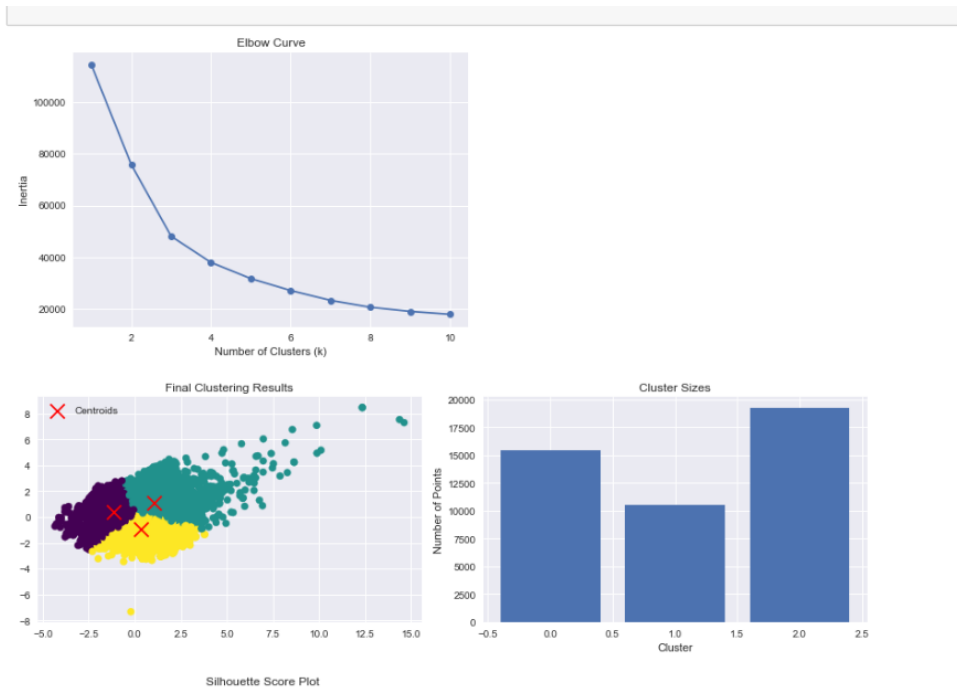 Elbow Curve
100000
80000
60000
40000
20000
Inertia
2 4 6 8 10
Number of Clusters (k)
Final Clustering Results
Centroids
8
6
4
2
0
−2
−4
−6
−8
−5.0 −2.5 0.0 2.5 5.0 7.5 10.0 12.5 15.0
Cluster Sizes
20000
17500
15000
12500
10000
7500
5000
2500
0
Number of Points
−0.5 0.0 0.5 1.0 1.5 2.0 2.5
Cluster
Silhouette Score Plot